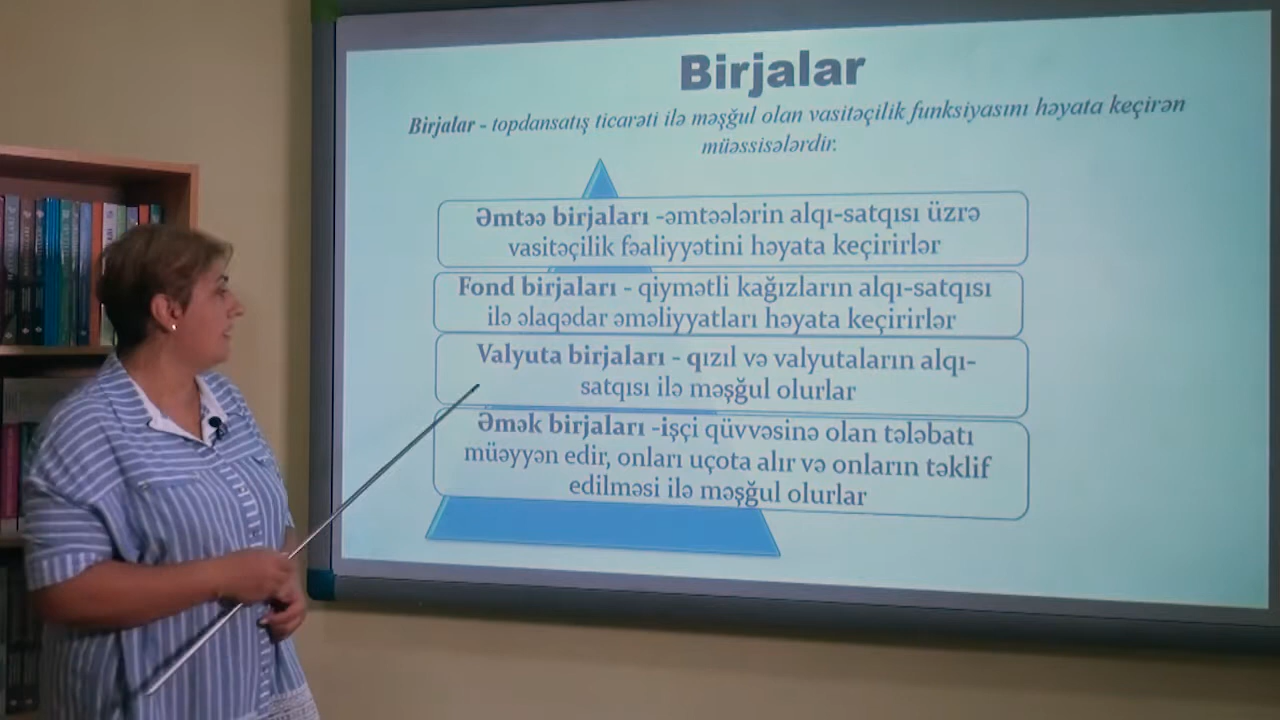 Birjalar
Birjalar - topdansatış ticarəti ilə məşğul olan vasitəçilik funksiyasını həyata keçirən
müəssisələrdir.
Əmtəə birjaları -əmtəələrin alqı-satqısı üzrə
vasitəçilik fəaliyyətini həyata keçirirlər
Fond birjaları - qiymətli kağızların alqı-satqısı
ilə əlaqədar əməliyyatları həyata keçirirlər
Valyuta birjaları - qızıl və valyutaların alqı-
satqısı ilə məşğul olurlar
Əmək birjaları -işçi qüvvəsinə olan tələbatı
müəyyən edir, onları uçota alır və onların təklif
edilməsi ilə məşğul olurlar